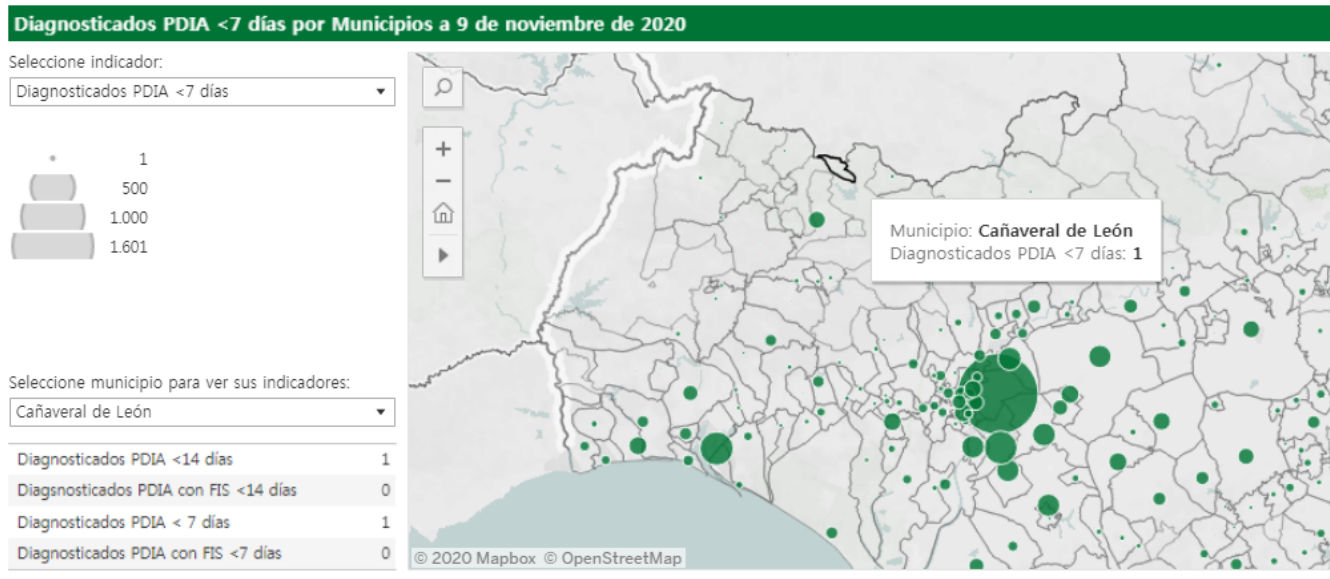 Diagnosticados PDIA <7 días por Municipios a 9 de noviembre de 2020
Seleccione indicador:
Diagnosticados PDIA <7 días
1
500
1.000
1.601
Municipio: Cañaveral de León
Diagnosticados PDIA <7 días: 1
Seleccione municipio para ver sus indicadores:
Cañaveral de León
Diagnosticados PDIA <14 días 1
Diagsnosticados PDIA con FIS <14 días 0
Diagnosticados PDIA < 7 días 1
Diagnosticados PDIA con FIS <7 días 0
© 2020 Mapbox © OpenStreetMap